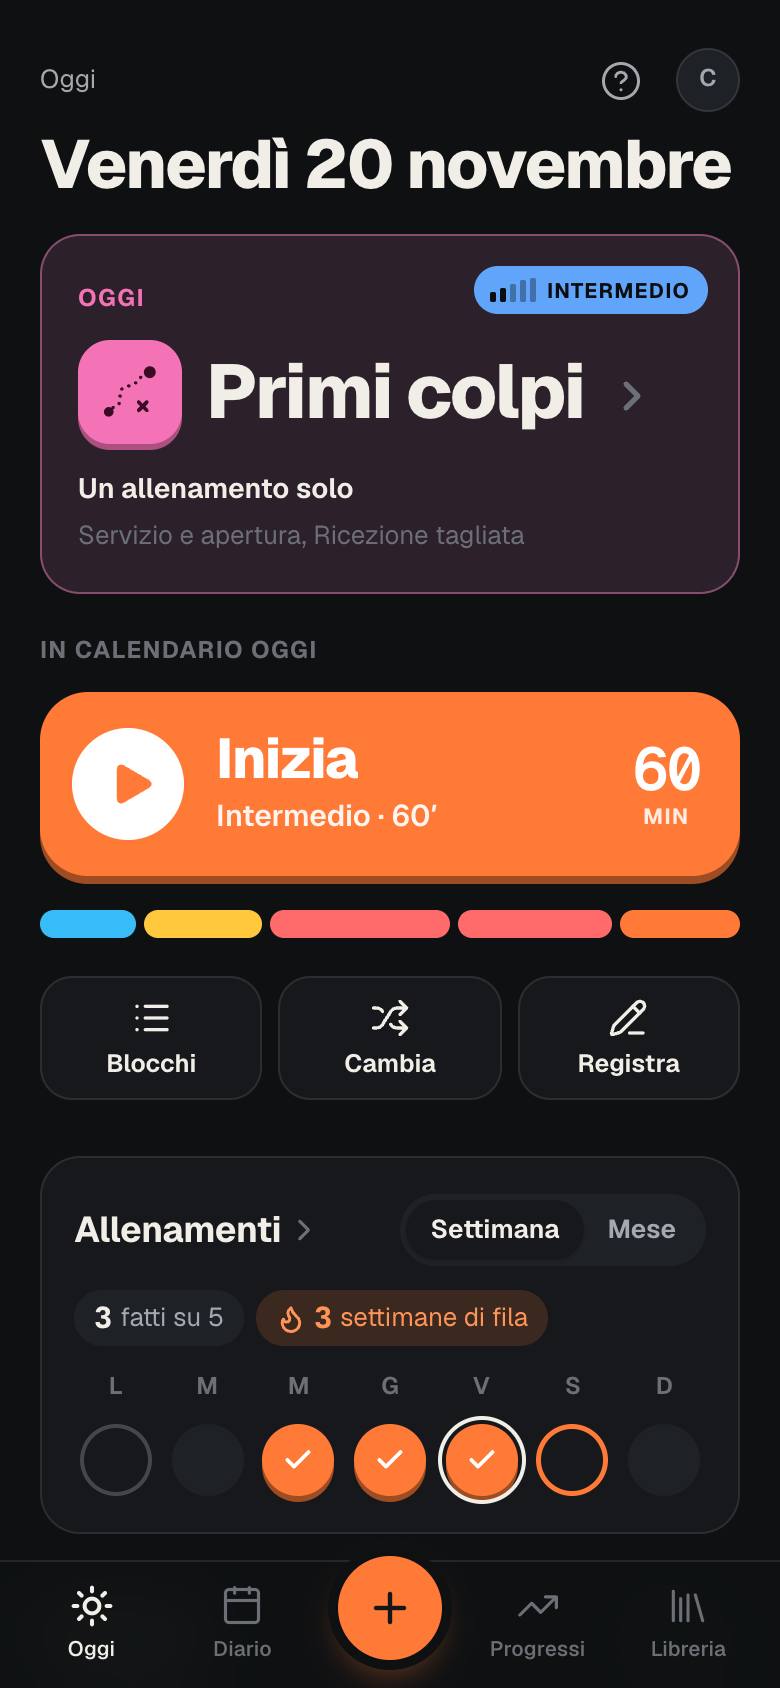 Oggi
C
Venerdì 20 novembre
OGGI
INTERMEDIO
Primi colpi
Un allenamento solo
Servizio e apertura, Ricezione tagliata
IN CALENDARIO OGGI
Inizia
Intermedio · 60′
60
MIN
Blocchi
Cambia
Registra
Allenamenti
Settimana
Mese
3 fatti su 5
3 settimane di fila
L M M G V S D
Oggi
Diario
Progressi
Libreria